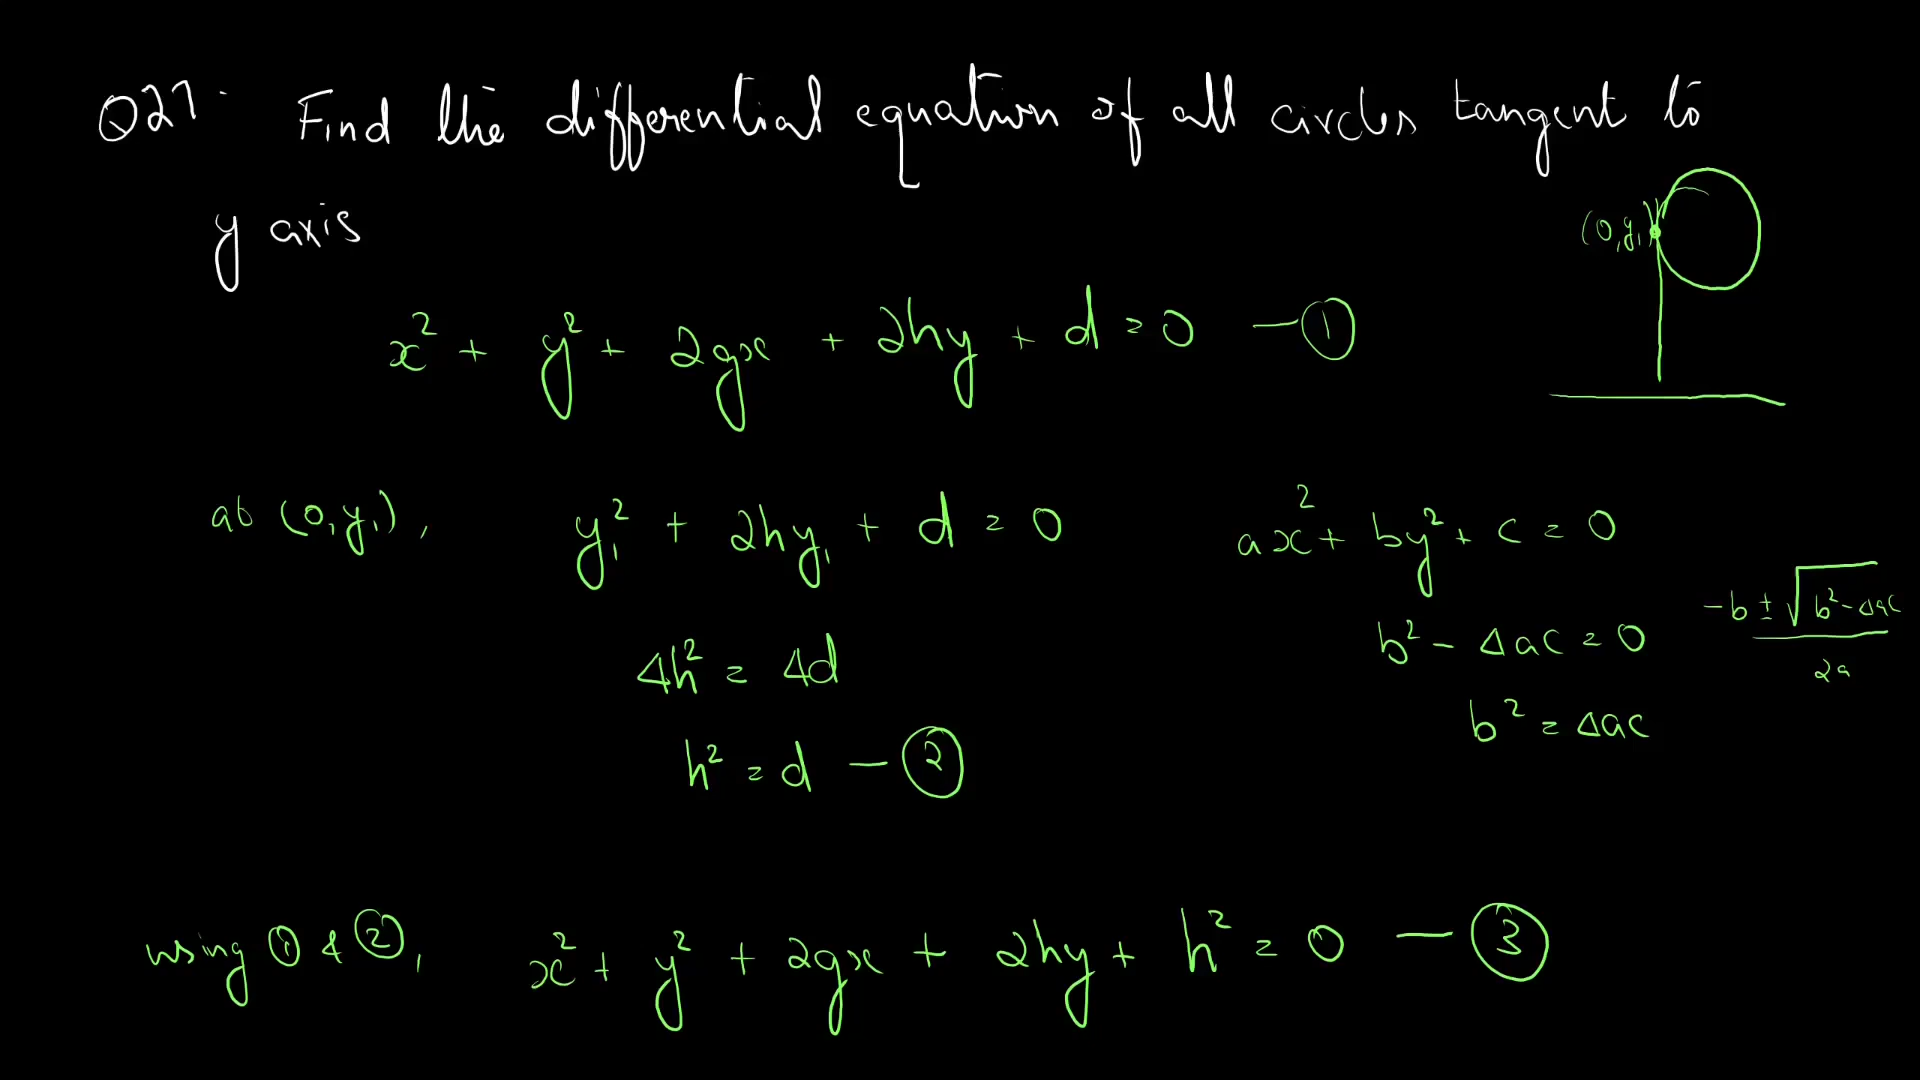 Q27. Find the differential equation of all circles tangent to
y axis
(0, y₁)
x² + y² + 2gx + 2hy + d = 0 — ①
at (0, y₁), y₁² + 2hy₁ + d = 0
4h² = 4d
h² = d — ②
ax² + by² + c = 0
b² - 4ac = 0
b² = 4ac
-b ± √b² - 4ac
2a
using ① & ②, x² + y² + 2gx + 2hy + h² = 0 — ③